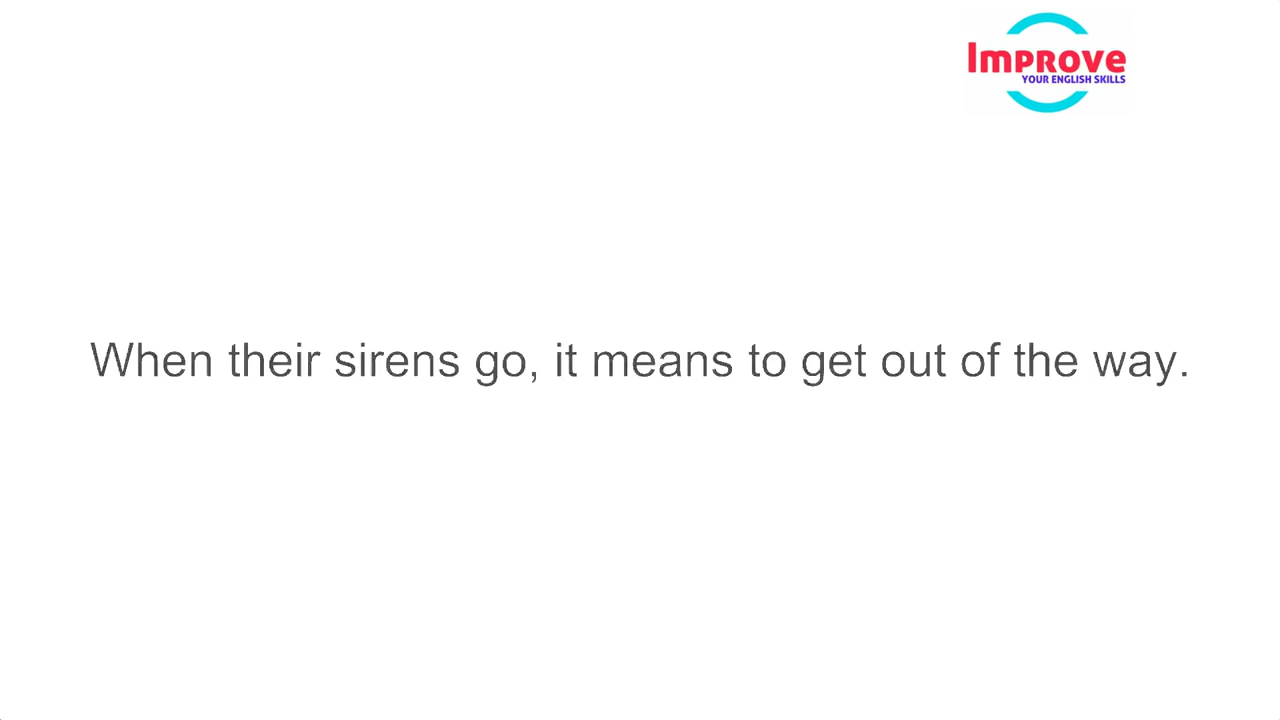 Improve
YOUR ENGLISH SKILLS
When their sirens go, it means to get out of the way.